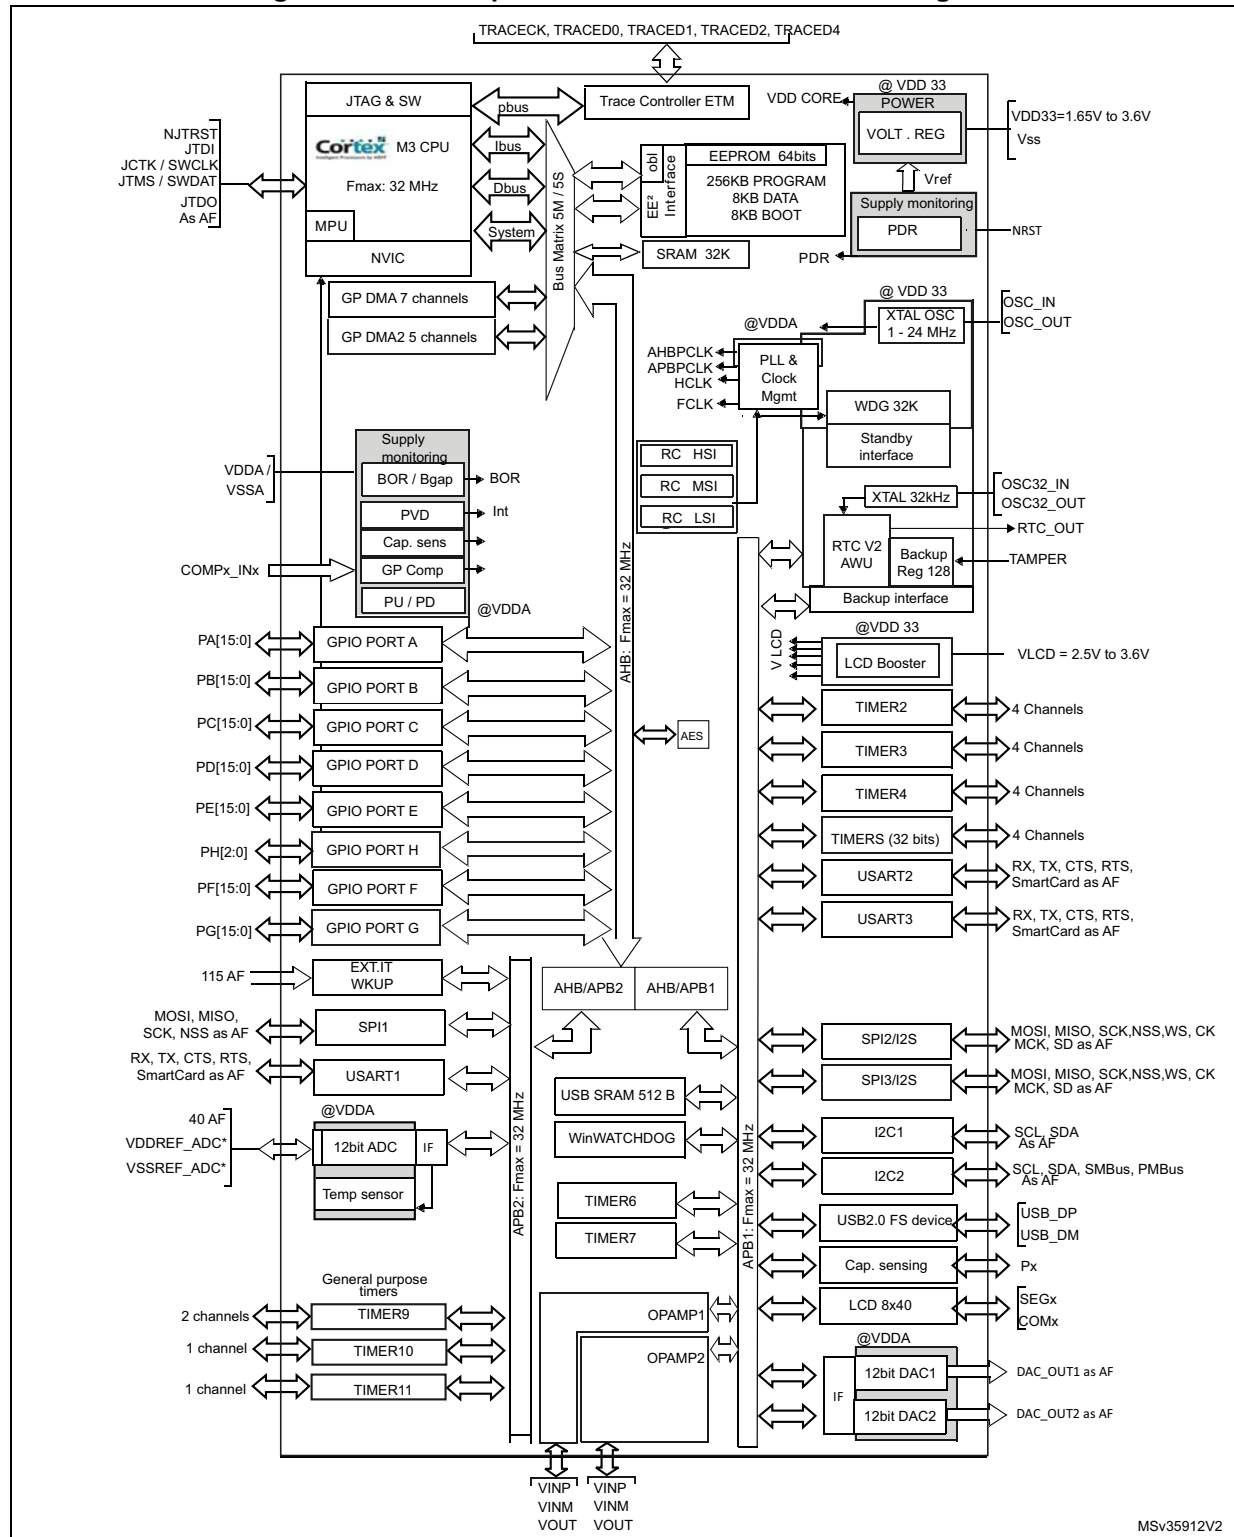 TRACECK, TRACED0, TRACED1, TRACED2, TRACED4
JTAG & SW
pbus
Trace Controller ETM
Cortex
M3 CPU
Fmax: 32 MHz
MPU
NVIC
Ibus
Dbus
System
Bus Matrix 5M / 5S
NJTRST
JTDI
JCTK / SWCLK
JTMS / SWDAT
JTDO
As AF
obl
EE²
Interface
EEPROM 64bits
256KB PROGRAM
8KB DATA
8KB BOOT
SRAM 32K
VDD CORE
@ VDD 33
POWER
VOLT . REG
VDD33=1.65V to 3.6V
Vss
Vref
Supply monitoring
PDR
PDR
NRST
GP DMA 7 channels
GP DMA2 5 channels
@ VDD 33
XTAL OSC
1 - 24 MHz
OSC_IN
OSC_OUT
@VDDA
AHBPCLK
APBPCLK
HCLK
FCLK
PLL &
Clock
Mgmt
WDG 32K
Standby
interface
RC HSI
RC MSI
RC LSI
XTAL 32kHz
OSC32_IN
OSC32_OUT
RTC_OUT
RTC V2
AWU
Backup
Reg 128
TAMPER
Backup interface
Supply
monitoring
VDDA /
VSSA
BOR / Bgap
BOR
PVD
Int
Cap. sens
GP Comp
COMPx_INx
PU / PD
@VDDA
AHB: Fmax = 32 MHz
@VDD 33
V LCD
LCD Booster
VLCD = 2.5V to 3.6V
PA[15:0]
GPIO PORT A
PB[15:0]
GPIO PORT B
PC[15:0]
GPIO PORT C
PD[15:0]
GPIO PORT D
PE[15:0]
GPIO PORT E
PH[2:0]
GPIO PORT H
PF[15:0]
GPIO PORT F
PG[15:0]
GPIO PORT G
AES
TIMER2
4 Channels
TIMER3
4 Channels
TIMER4
4 Channels
TIMERS (32 bits)
4 Channels
USART2
RX, TX, CTS, RTS,
SmartCard as AF
USART3
RX, TX, CTS, RTS,
SmartCard as AF
115 AF
EXT.IT
WKUP
AHB/APB2
AHB/APB1
MOSI, MISO,
SCK, NSS as AF
SPI1
RX, TX, CTS, RTS,
SmartCard as AF
USART1
SPI2/I2S
MOSI, MISO, SCK,NSS,WS, CK
MCK, SD as AF
SPI3/I2S
MOSI, MISO, SCK,NSS,WS, CK
MCK, SD as AF
USB SRAM 512 B
WinWATCHDOG
@VDDA
40 AF
VDDREF_ADC*
VSSREF_ADC*
12bit ADC
IF
Temp sensor
APB2: Fmax = 32 MHz
APB1: Fmax = 32 MHz
I2C1
SCL, SDA
As AF
I2C2
SCL, SDA, SMBus, PMBus
As AF
TIMER6
TIMER7
USB2.0 FS device
USB_DP
USB_DM
Cap. sensing
Px
General purpose
timers
2 channels
TIMER9
1 channel
TIMER10
1 channel
TIMER11
OPAMP1
OPAMP2
LCD 8x40
SEGx
COMx
@VDDA
IF
12bit DAC1
DAC_OUT1 as AF
12bit DAC2
DAC_OUT2 as AF
VINP
VINM
VOUT
VINP
VINM
VOUT
MSv35912V2